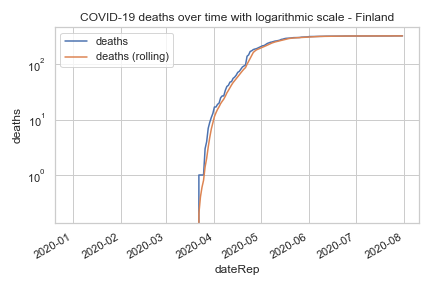 COVID-19 deaths over time with logarithmic scale - Finland
deaths
deaths (rolling)
10²
10¹
10⁰
deaths
2020-01
2020-02
2020-03
2020-04
2020-05
2020-06
2020-07
2020-08
dateRep